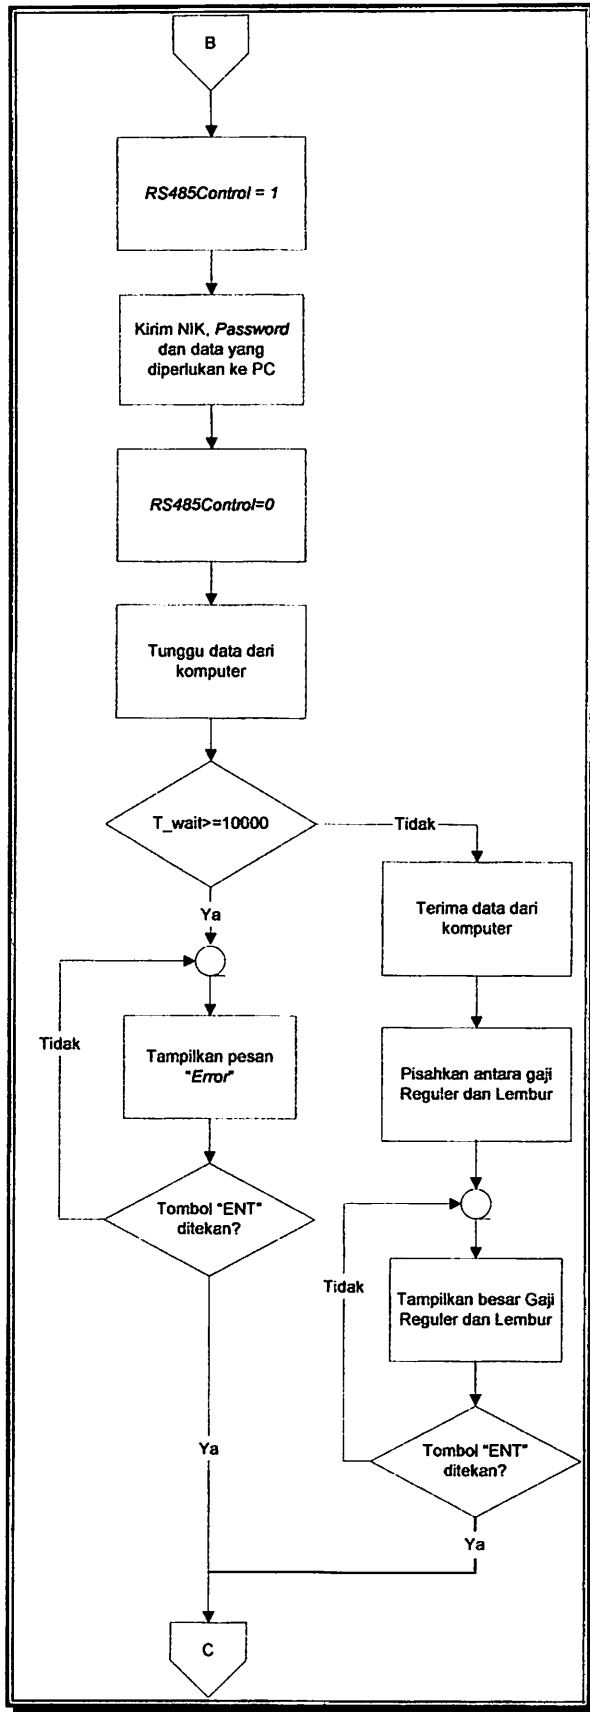 B
RS485Control = 1
Kirim NIK, Password
dan data yang
diperlukan ke PC
RS485Control=0
Tunggu data dari
komputer
T_wait>=10000
Tidak
Ya
Terima data dari
komputer
Tidak
Tampilkan pesan
"Error"
Pisahkan antara gaji
Reguler dan Lembur
Tombol "ENT"
ditekan?
Tidak
Tampilkan besar Gaji
Reguler dan Lembur
Ya
Tombol "ENT"
ditekan?
Ya
C